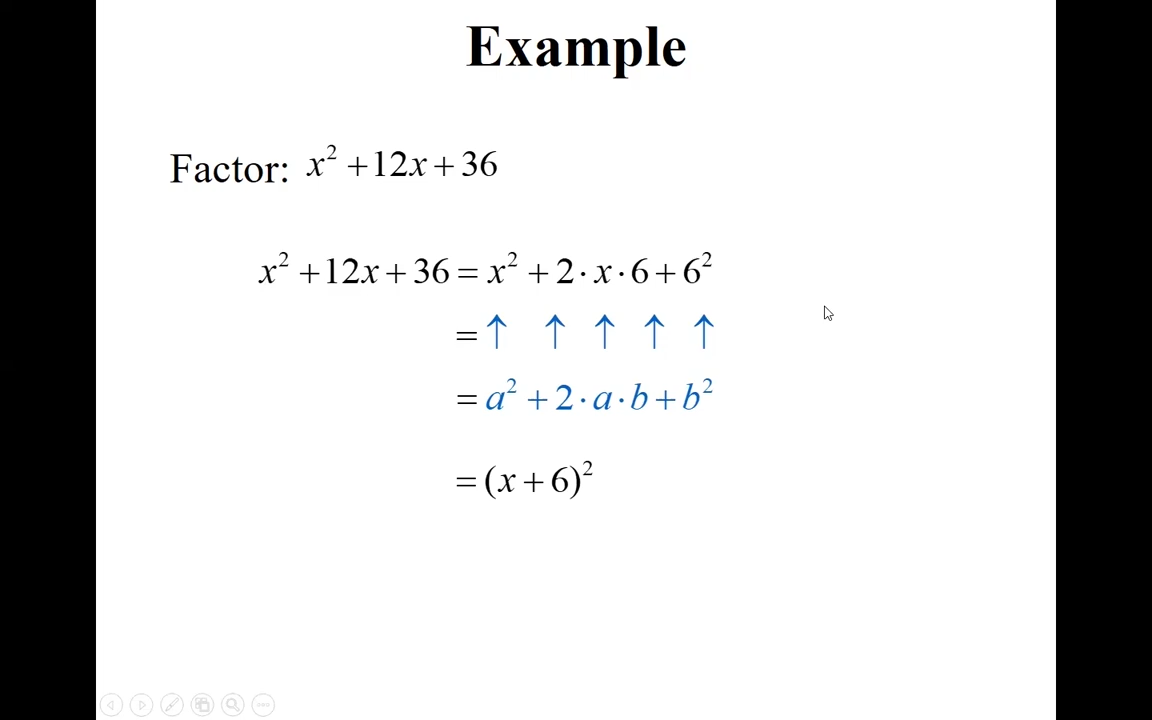 Example
Factor: x² + 12x + 36
x² + 12x + 36 = x² + 2 · x · 6 + 6²
= ↑ ↑ ↑ ↑ ↑
= a² + 2 · a · b + b²
= (x + 6)²